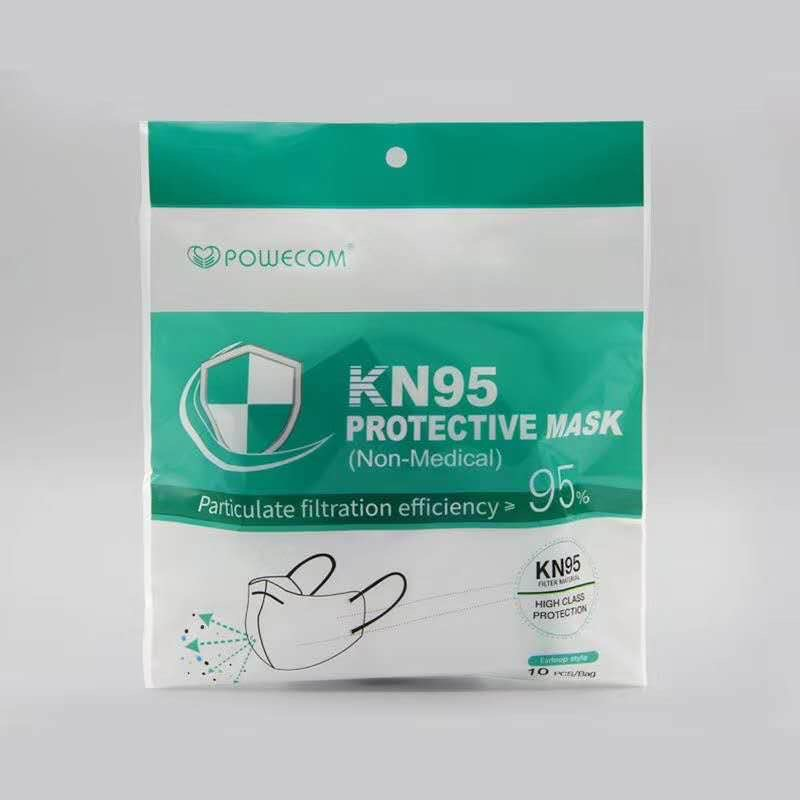 POWECOM®
KN95
PROTECTIVE MASK
(Non-Medical)
Particulate filtration efficiency ≥ 95%
KN95
FILTER MATERIAL
HIGH CLASS
PROTECTION
Earloop style
10 PCS/Bag